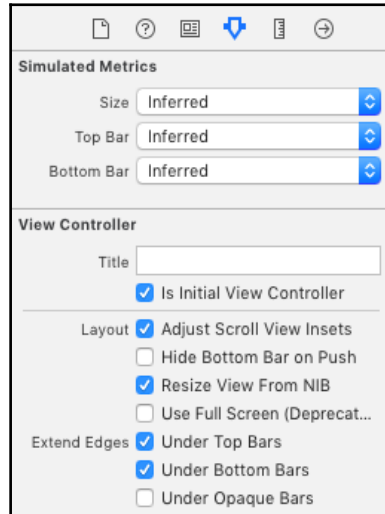 Simulated Metrics
Size Inferred
Top Bar Inferred
Bottom Bar Inferred
View Controller
Title
Is Initial View Controller
Layout Adjust Scroll View Insets
Hide Bottom Bar on Push
Resize View From NIB
Use Full Screen (Deprecat...
Extend Edges Under Top Bars
Under Bottom Bars
Under Opaque Bars